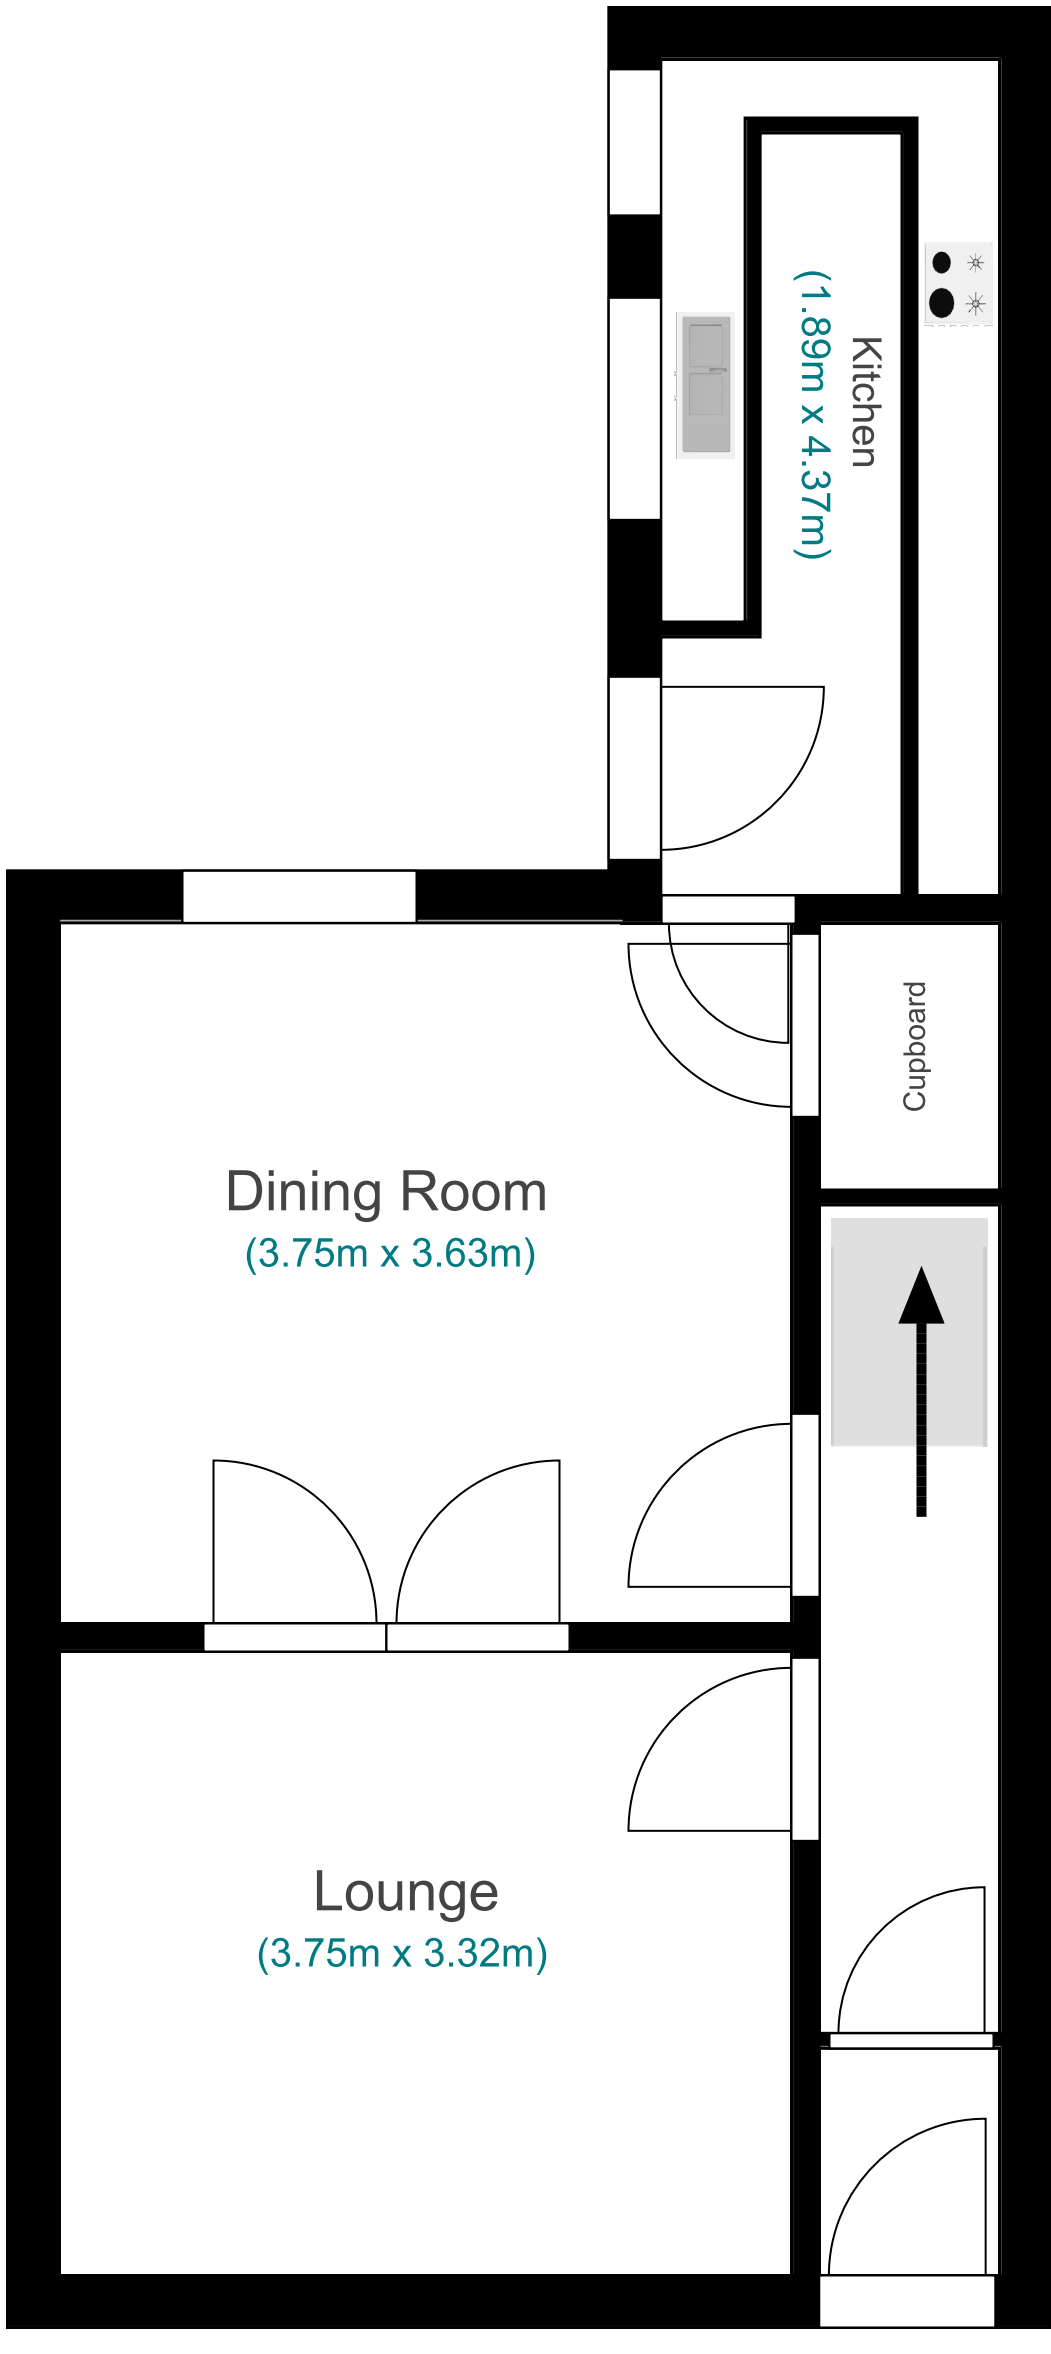 Kitchen
(1.89m x 4.37m)
Cupboard
Dining Room
(3.75m x 3.63m)
Lounge
(3.75m x 3.32m)